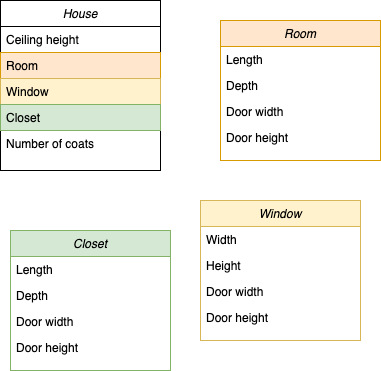 House
Ceiling height
Room
Window
Closet
Number of coats
Room
Length
Depth
Door width
Door height
Closet
Length
Depth
Door width
Door height
Window
Width
Height
Door width
Door height